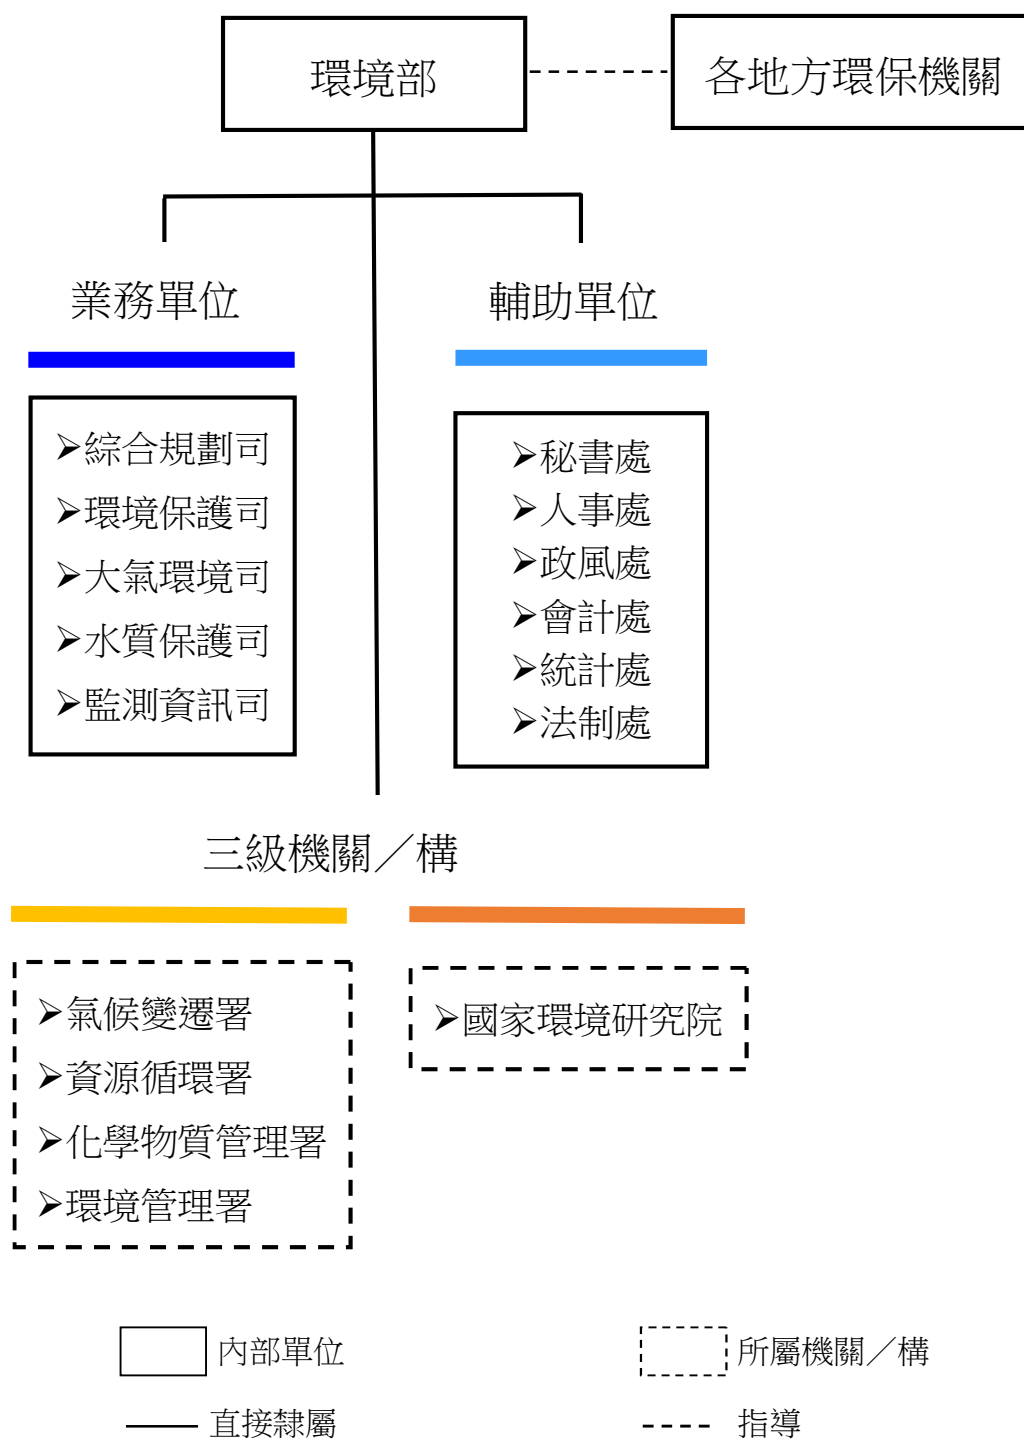 環境部
各地方環保機關
業務單位
➢綜合規劃司
➢環境保護司
➢大氣環境司
➢水質保護司
➢監測資訊司
輔助單位
➢秘書處
➢人事處
➢政風處
➢會計處
➢統計處
➢法制處
三級機關／構
➢氣候變遷署
➢資源循環署
➢化學物質管理署
➢環境管理署
➢國家環境研究院
內部單位
所屬機關／構
直接隸屬
指導